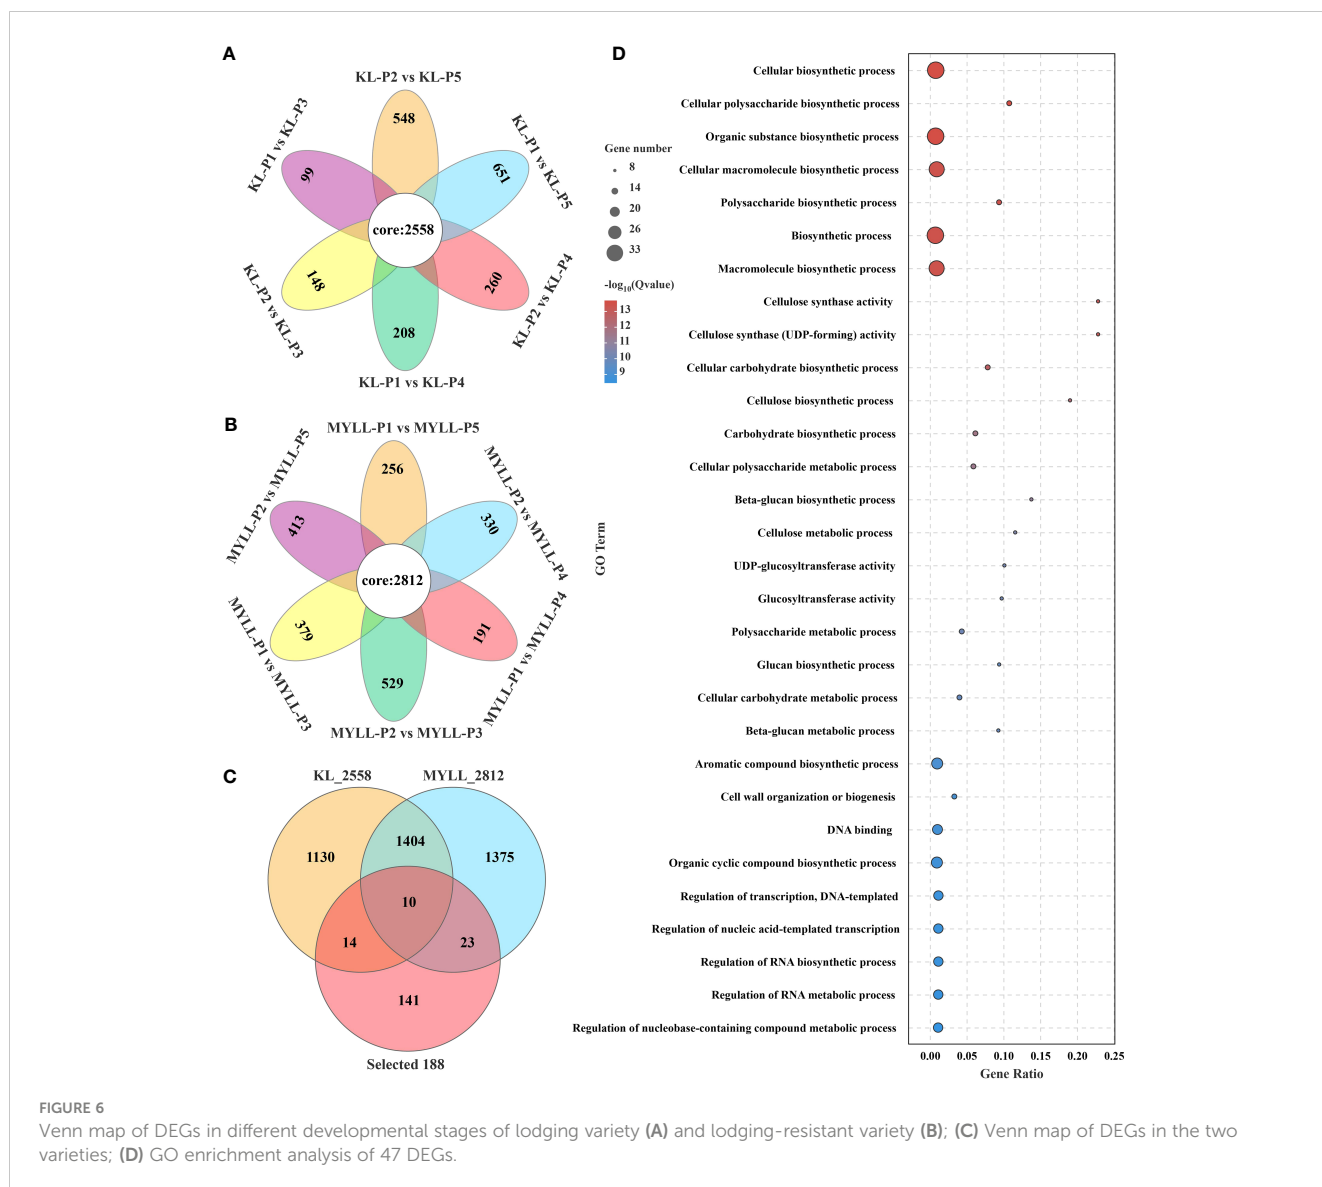 A
KL-P2 vs KL-P5
KL-P1 vs KL-P3
KL-P1 vs KL-P5
548
99
651
core:2558
148
260
208
KL-P2 vs KL-P3
KL-P2 vs KL-P4
KL-P1 vs KL-P4
B
MYLL-P1 vs MYLL-P5
MYLL-P2 vs MYLL-P5
MYLL-P2 vs MYLL-P4
256
413
330
core:2812
379
191
529
MYLL-P1 vs MYLL-P3
MYLL-P1 vs MYLL-P4
MYLL-P2 vs MYLL-P3
C
KL_2558
MYLL_2812
1130
1404
1375
10
14
23
141
Selected 188
D
Gene number
8
14
20
26
33
-log10(Qvalue)
13
12
11
10
9
GO Term
Cellular biosynthetic process
Cellular polysaccharide biosynthetic process
Organic substance biosynthetic process
Cellular macromolecule biosynthetic process
Polysaccharide biosynthetic process
Biosynthetic process
Macromolecule biosynthetic process
Cellulose synthase activity
Cellulose synthase (UDP-forming) activity
Cellular carbohydrate biosynthetic process
Cellulose biosynthetic process
Carbohydrate biosynthetic process
Cellular polysaccharide metabolic process
Beta-glucan biosynthetic process
Cellulose metabolic process
UDP-glucosyltransferase activity
Glucosyltransferase activity
Polysaccharide metabolic process
Glucan biosynthetic process
Cellular carbohydrate metabolic process
Beta-glucan metabolic process
Aromatic compound biosynthetic process
Cell wall organization or biogenesis
DNA binding
Organic cyclic compound biosynthetic process
Regulation of transcription, DNA-templated
Regulation of nucleic acid-templated transcription
Regulation of RNA biosynthetic process
Regulation of RNA metabolic process
Regulation of nucleobase-containing compound metabolic process
0.00 0.05 0.10 0.15 0.20 0.25
Gene Ratio
FIGURE 6
Venn map of DEGs in different developmental stages of lodging variety (A) and lodging-resistant variety (B); (C) Venn map of DEGs in the two
varieties; (D) GO enrichment analysis of 47 DEGs.